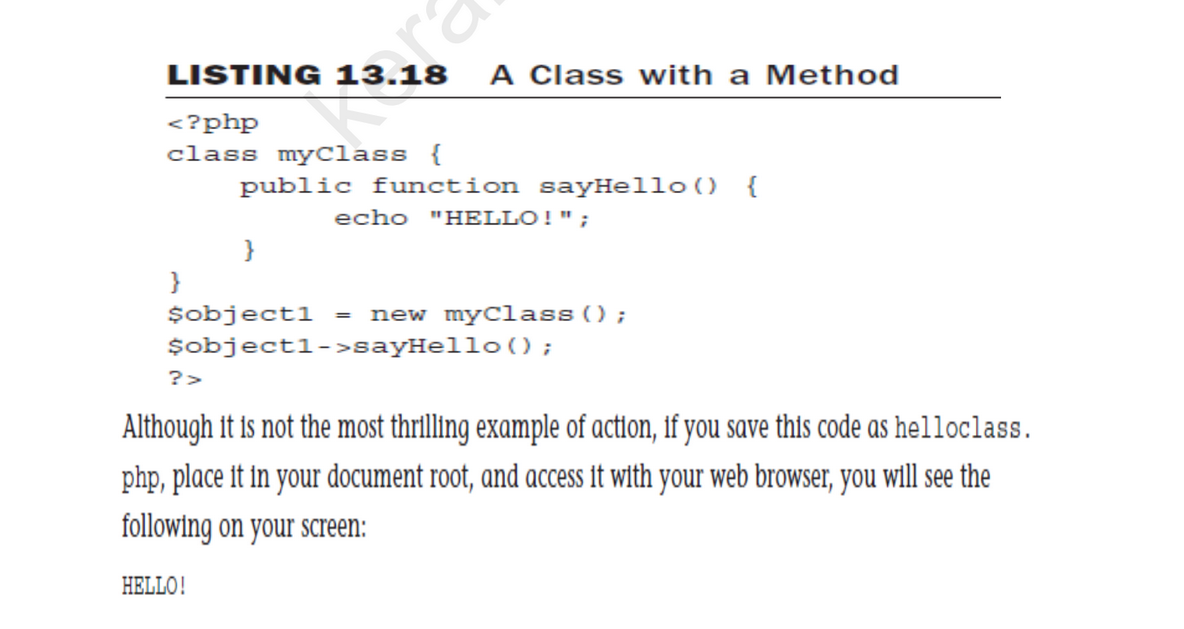 LISTING 13.18 A Class with a Method
<?php
class myClass {
public function sayHello() {
echo "HELLO!";
}
}
$object1 = new myClass();
$object1->sayHello();
?>
Although it is not the most thrilling example of action, if you save this code as helloclass.
php, place it in your document root, and access it with your web browser, you will see the
following on your screen:
HELLO!